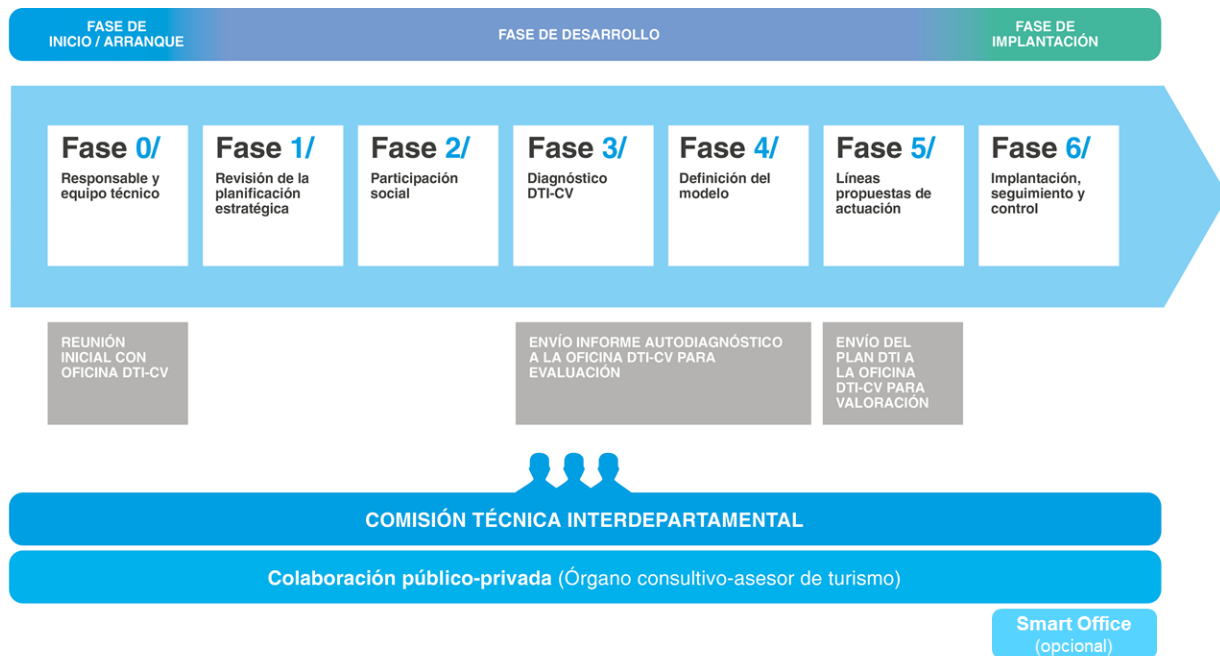 FASE DE
INICIO / ARRANQUE
FASE DE DESARROLLO
FASE DE
IMPLANTACIÓN
Fase 0/
Responsable y
equipo técnico
Fase 1/
Revisión de la
planificación
estratégica
Fase 2/
Participación
social
Fase 3/
Diagnóstico
DTI-CV
Fase 4/
Definición del
modelo
Fase 5/
Líneas
propuestas de
actuación
Fase 6/
Implantación,
seguimiento y
control
REUNIÓN
INICIAL CON
OFICINA DTI-CV
ENVÍO INFORME AUTODIAGNÓSTICO
A LA OFICINA DTI-CV PARA
EVALUACIÓN
ENVÍO DEL
PLAN DTI A
LA OFICINA
DTI-CV PARA
VALORACIÓN
COMISIÓN TÉCNICA INTERDEPARTAMENTAL
Colaboración público-privada (Órgano consultivo-asesor de turismo)
Smart Office
(opcional)